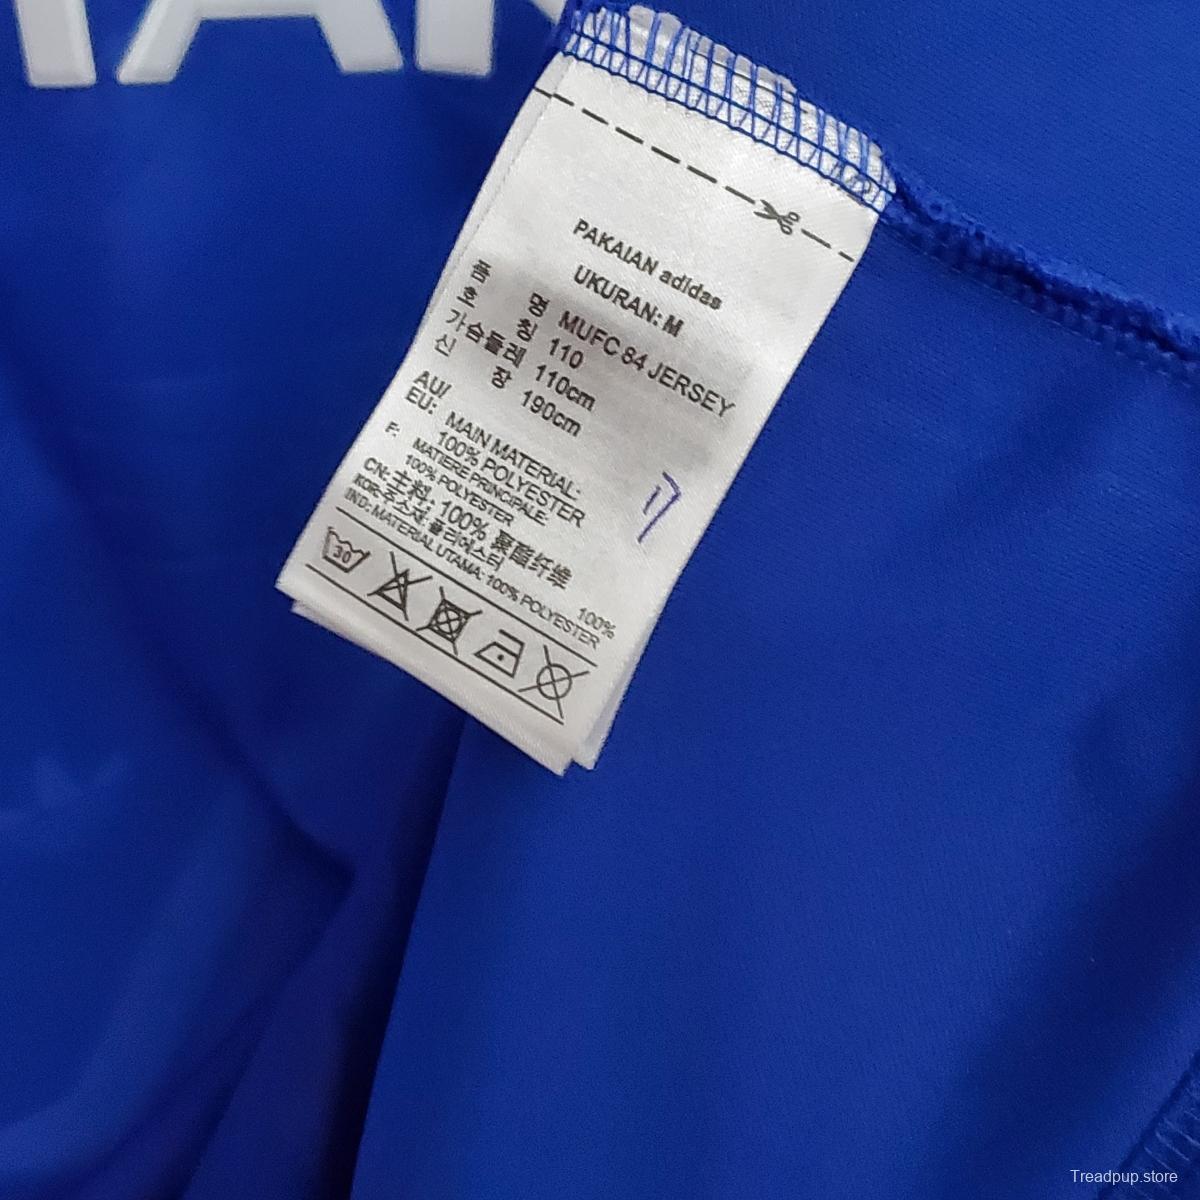 PAKAIAN adidas
UKURAN: M
품 명 MUFC 84 JERSEY
호 칭 110
가슴둘레 110cm
신 장 190cm
AU/
EU: MAIN MATERIAL:
100% POLYESTER
F: MATIERE PRINCIPALE:
100% POLYESTER
CN: 主料: 100% 聚酯纤维
KOR: 주소재: 폴리에스터 100%
IND: MATERIAL UTAMA: 100% POLYESTER
30
Treadpup.store